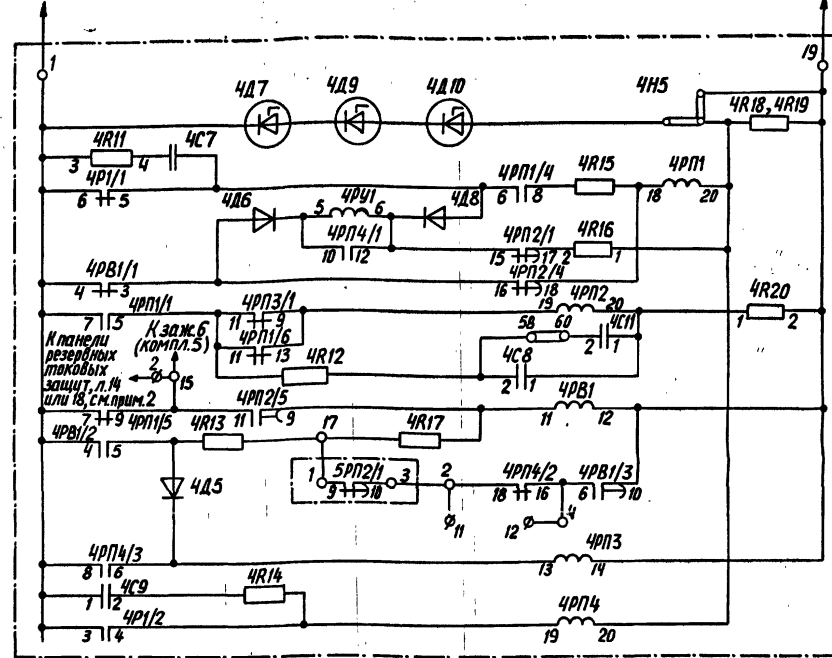 1
19
4Д7 4Д9 4Д10 4Н5
4R18, 4R19
4R11 4С7
3 4
4Р1/1
6 5
4РП1/4 4R15 4РП1
6 8 18 20
4Д6 5 4РУ1 6 4Д8
4РП4/1
10 12
4РП2/1 4R16
15 17 2 1
4РВ1/1
4 3
4РП2/4
16 18
4РП1/1
7 5
4РП3/1
11 9
4РП2
19 20
4R20
1 2
4РП1/6
11 13
58 60 4С11
2 1
4R12
4С8
2 1
К заж.6
(компл.5)
К панели
резервных
токовых
защит, л.14
или 18, см.прим.2
2
15
7 9 4РП1/5
4РП2/5
11 9
4РВ1
11 12
4РВ1/2
4 5
4R13 17 4R17
1 5РП2/1 3
9 10
2
11
4РП4/2
18 16
4РВ1/3
6 10
12 4
4Д5
4РП4/3
8 6
4РП3
13 14
4С9
1 2
4R14
4Р1/2
3 4
4РП4
19 20